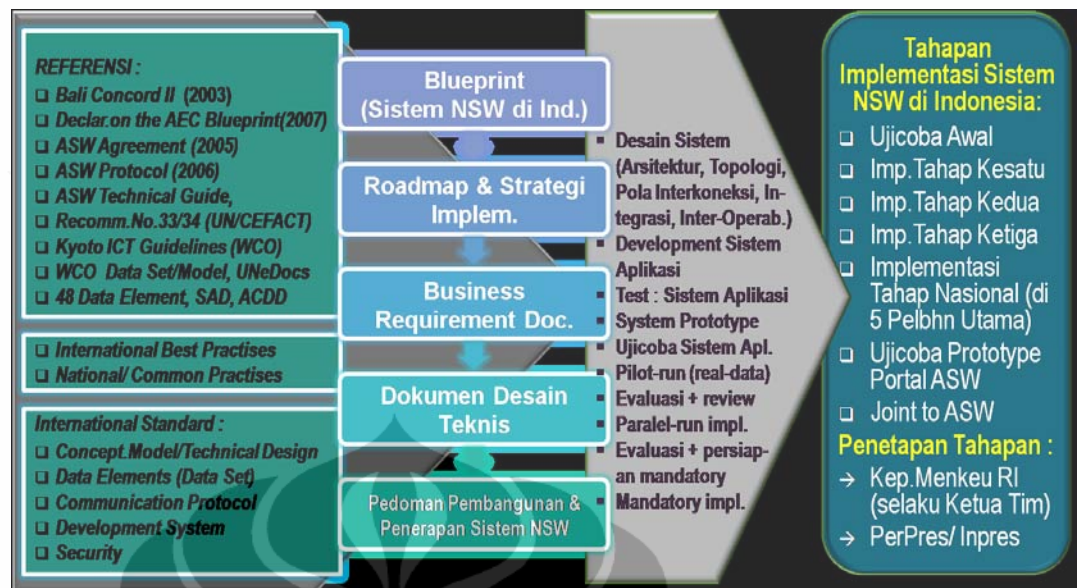 REFERENSI :
❑ Bali Concord II (2003)
❑ Declar.on the AEC Blueprint(2007)
❑ ASW Agreement (2005)
❑ ASW Protocol (2006)
❑ ASW Technical Guide,
❑ Recomm.No.33/34 (UN/CEFACT)
❑ Kyoto ICT Guidelines (WCO)
❑ WCO Data Set/Model, UNeDocs
❑ 48 Data Element, SAD, ACDD
❑ International Best Practises
❑ National/ Common Practises
International Standard :
❑ Concept.Model/Technical Design
❑ Data Elements (Data Set)
❑ Communication Protocol
❑ Development System
❑ Security
Blueprint
(Sistem NSW di Ind.)
Roadmap & Strategi
Implem.
Business
Requirement Doc.
Dokumen Desain
Teknis
Pedoman Pembangunan &
Penerapan Sistem NSW
▪ Desain Sistem
(Arsitektur, Topologi,
Pola Interkoneksi, In-
tegrasi, Inter-Operab.)
▪ Development Sistem
Aplikasi
▪ Test : Sistem Aplikasi
▪ System Prototype
▪ Ujicoba Sistem Apl.
▪ Pilot-run (real-data)
▪ Evaluasi + review
▪ Paralel-run impl.
▪ Evaluasi + persiap-
an mandatory
▪ Mandatory impl.
Tahapan
Implementasi Sistem
NSW di Indonesia:
❑ Ujicoba Awal
❑ Imp.Tahap Kesatu
❑ Imp.Tahap Kedua
❑ Imp.Tahap Ketiga
❑ Implementasi
Tahap Nasional (di
5 Pelbhn Utama)
❑ Ujicoba Prototype
Portal ASW
❑ Joint to ASW
Penetapan Tahapan :
→ Kep.Menkeu RI
(selaku Ketua Tim)
→ PerPres/ Inpres